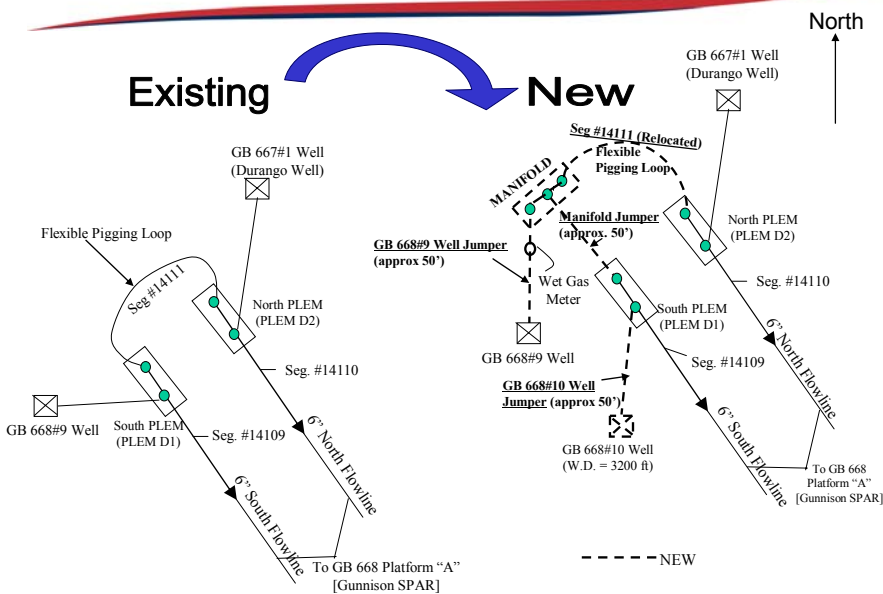 North
Existing
New
GB 667#1 Well
(Durango Well)
Flexible Pigging Loop
Seg #14111
North PLEM
(PLEM D2)
Seg. #14110
GB 668#9 Well
South PLEM
(PLEM D1)
Seg. #14109
6” North Flowline
6” South Flowline
To GB 668 Platform “A”
[Gunnison SPAR]
GB 667#1 Well
(Durango Well)
Seg #14111 (Relocated)
Flexible
Pigging Loop
MANIFOLD
Manifold Jumper
(approx. 50’)
North PLEM
(PLEM D2)
GB 668#9 Well Jumper
(approx 50’)
Wet Gas
Meter
Seg. #14110
South PLEM
(PLEM D1)
GB 668#9 Well
Seg. #14109
6” North Flowline
GB 668#10 Well
Jumper (approx 50’)
6” South Flowline
GB 668#10 Well
(W.D. = 3200 ft)
To GB 668
Platform “A”
[Gunnison SPAR]
NEW